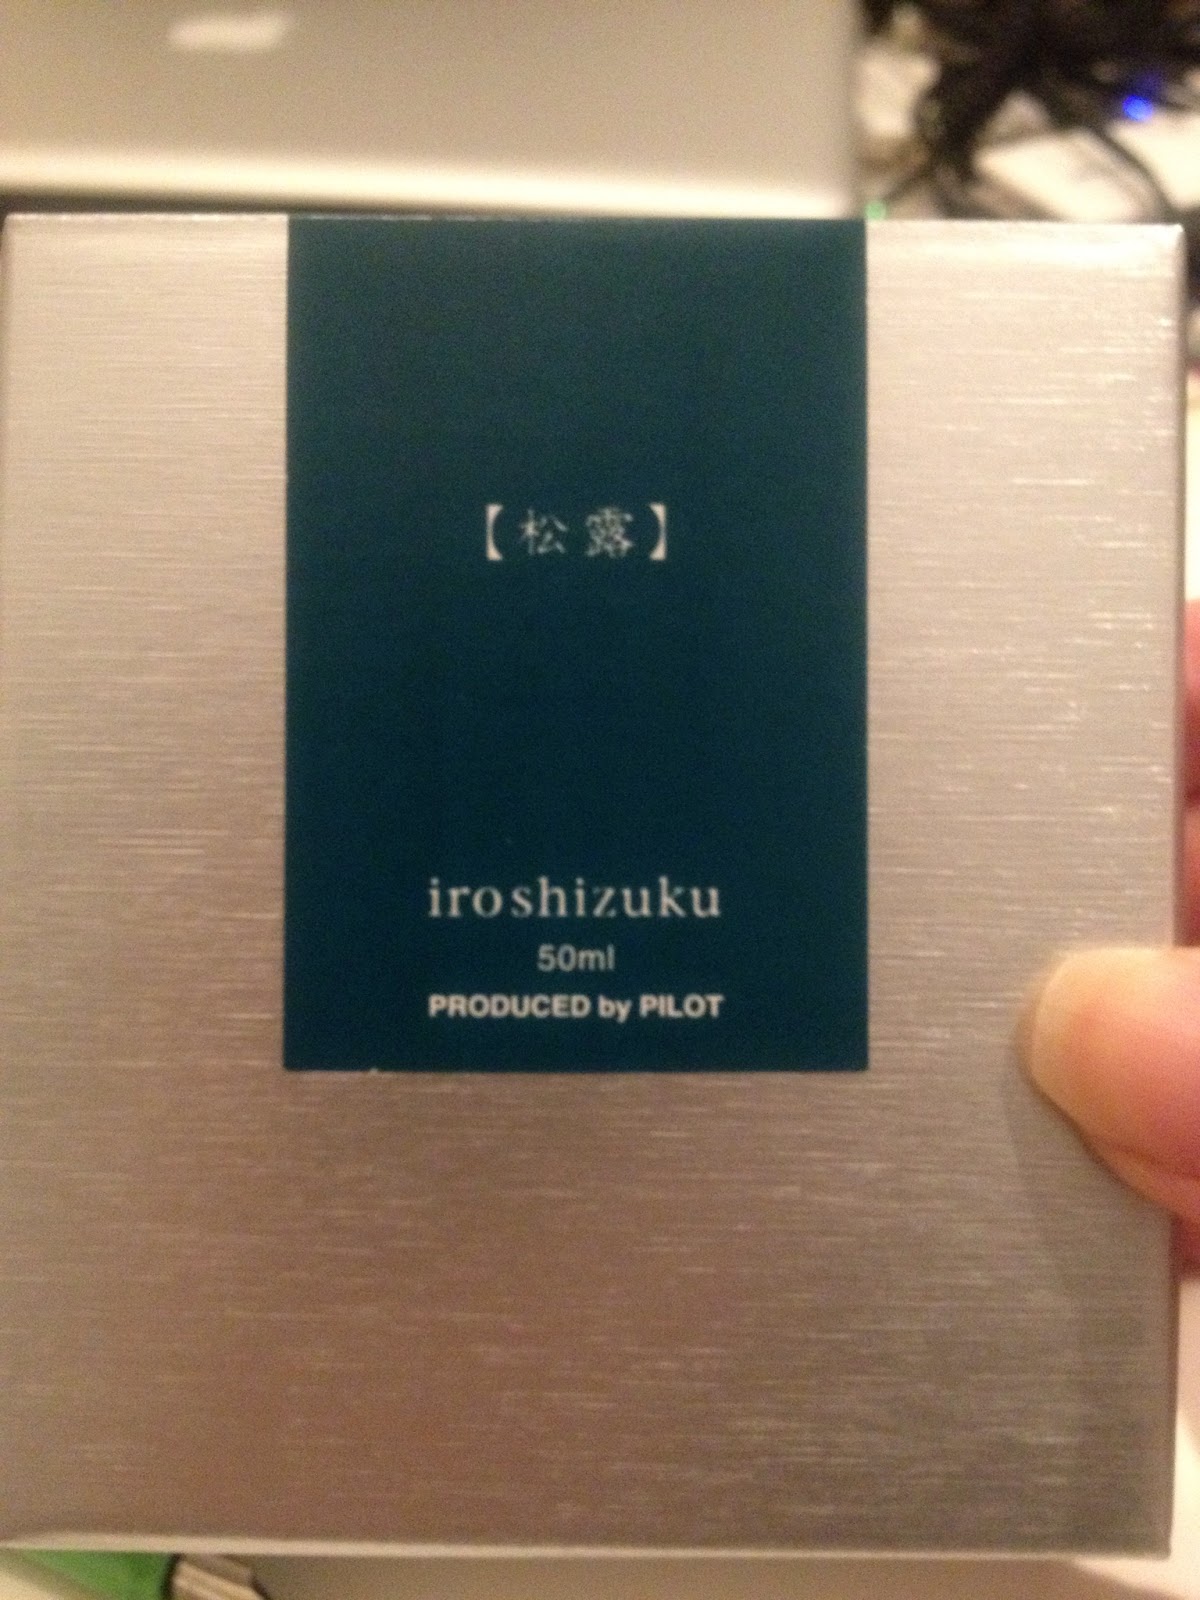 【松露】
iroshizuku
50ml
PRODUCED by PILOT